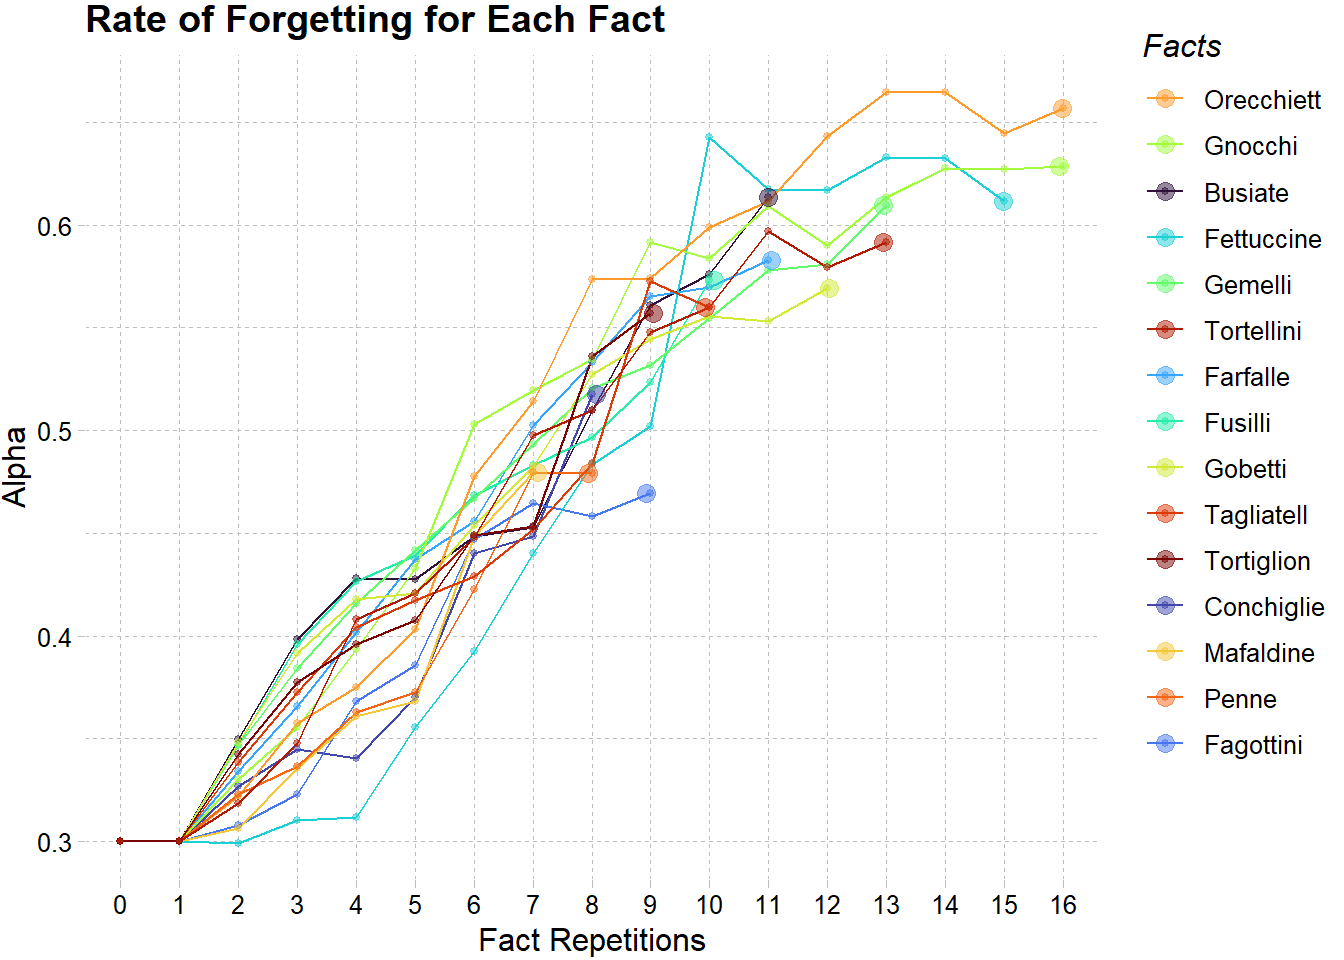 Rate of Forgetting for Each Fact
Facts
Orecchiett
Gnocchi
Busiate
Fettuccine
Gemelli
Tortellini
Farfalle
Fusilli
Gobetti
Tagliatell
Tortiglion
Conchiglie
Mafaldine
Penne
Fagottini
Alpha
0.6
0.5
0.4
0.3
0 1 2 3 4 5 6 7 8 9 10 11 12 13 14 15 16
Fact Repetitions